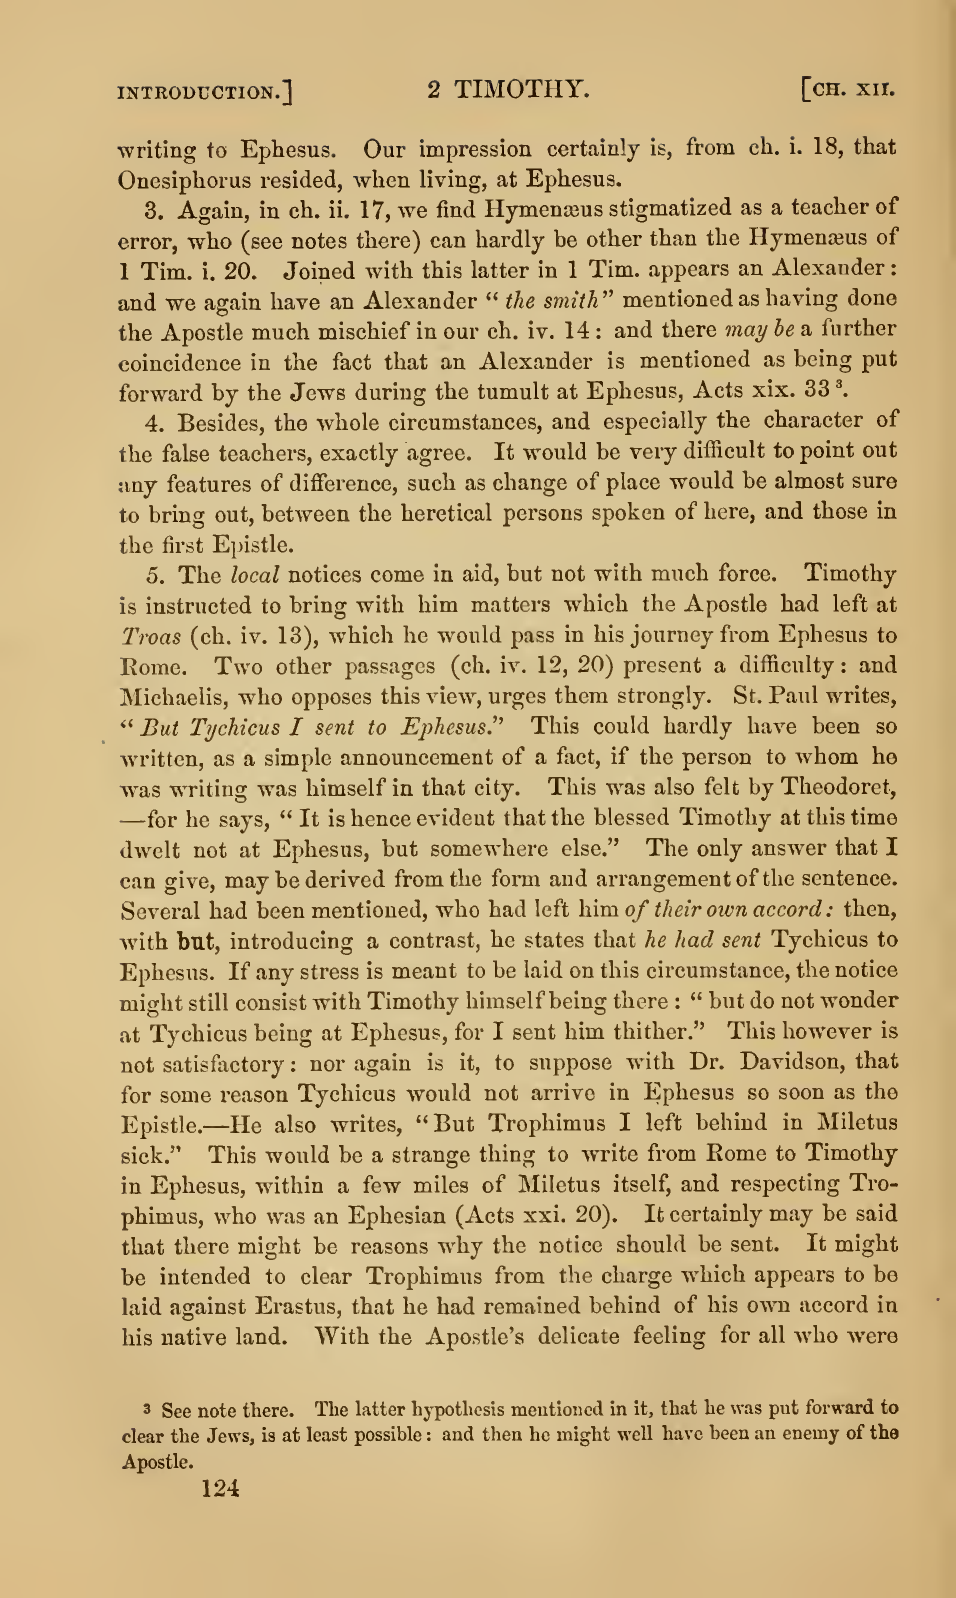 INTRODUCTION.] 2 TIMOTHY. [CH. XII.
writing to Ephesus. Our impression certainly is, from ch. i. 18, that
Onesiphorus resided, when living, at Ephesus.
3. Again, in ch. ii. 17, we find Hymenæus stigmatized as a teacher of
error, who (see notes there) can hardly be other than the Hymenæus of
1 Tim. i. 20. Joined with this latter in 1 Tim. appears an Alexander:
and we again have an Alexander “the smith” mentioned as having done
the Apostle much mischief in our ch. iv. 14: and there may be a further
coincidence in the fact that an Alexander is mentioned as being put
forward by the Jews during the tumult at Ephesus, Acts xix. 33 ³.
4. Besides, the whole circumstances, and especially the character of
the false teachers, exactly agree. It would be very difficult to point out
any features of difference, such as change of place would be almost sure
to bring out, between the heretical persons spoken of here, and those in
the first Epistle.
5. The local notices come in aid, but not with much force. Timothy
is instructed to bring with him matters which the Apostle had left at
Troas (ch. iv. 13), which he would pass in his journey from Ephesus to
Rome. Two other passages (ch. iv. 12, 20) present a difficulty: and
Michaelis, who opposes this view, urges them strongly. St. Paul writes,
“But Tychicus I sent to Ephesus.” This could hardly have been so
written, as a simple announcement of a fact, if the person to whom he
was writing was himself in that city. This was also felt by Theodoret,
—for he says, “It is hence evident that the blessed Timothy at this time
dwelt not at Ephesus, but somewhere else.” The only answer that I
can give, may be derived from the form and arrangement of the sentence.
Several had been mentioned, who had left him of their own accord: then,
with but, introducing a contrast, he states that he had sent Tychicus to
Ephesus. If any stress is meant to be laid on this circumstance, the notice
might still consist with Timothy himself being there: “but do not wonder
at Tychicus being at Ephesus, for I sent him thither.” This however is
not satisfactory: nor again is it, to suppose with Dr. Davidson, that
for some reason Tychicus would not arrive in Ephesus so soon as the
Epistle.—He also writes, “But Trophimus I left behind in Miletus
sick.” This would be a strange thing to write from Rome to Timothy
in Ephesus, within a few miles of Miletus itself, and respecting Tro-
phimus, who was an Ephesian (Acts xxi. 20). It certainly may be said
that there might be reasons why the notice should be sent. It might
be intended to clear Trophimus from the charge which appears to be
laid against Erastus, that he had remained behind of his own accord in
his native land. With the Apostle’s delicate feeling for all who were
³ See note there. The latter hypothesis mentioned in it, that he was put forward to
clear the Jews, is at least possible: and then he might well have been an enemy of the
Apostle.
124